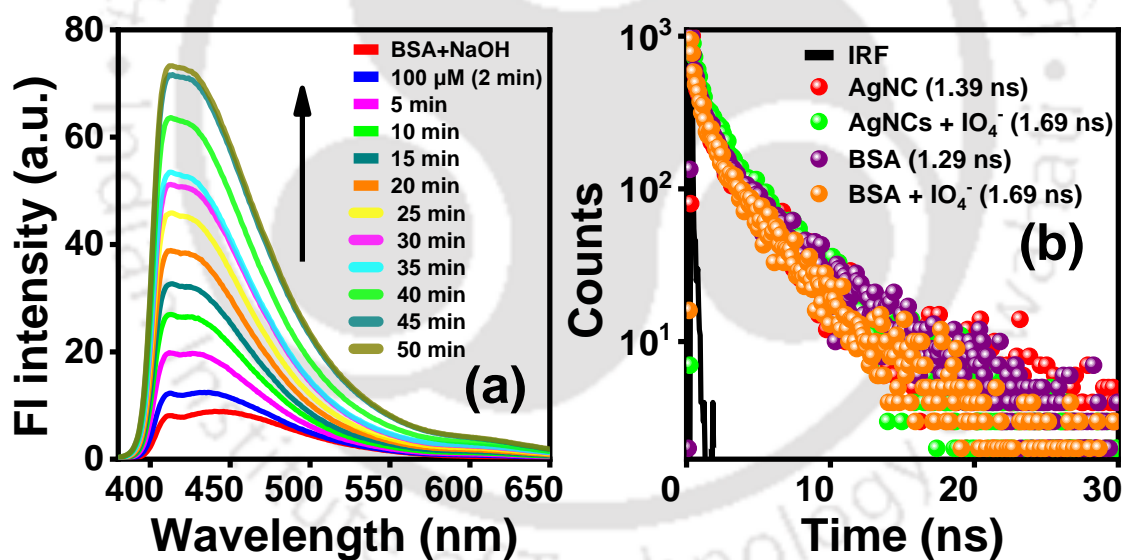 80
60
40
20
0
400 450 500 550 600 650
Wavelength (nm)
FI intensity (a.u.)
BSA+NaOH
100 µM (2 min)
5 min
10 min
15 min
20 min
25 min
30 min
35 min
40 min
45 min
50 min
(a)
10³
10²
10¹
0 10 20 30
Time (ns)
Counts
IRF
AgNC (1.39 ns)
AgNCs + IO₄⁻ (1.69 ns)
BSA (1.29 ns)
BSA + IO₄⁻ (1.69 ns)
(b)